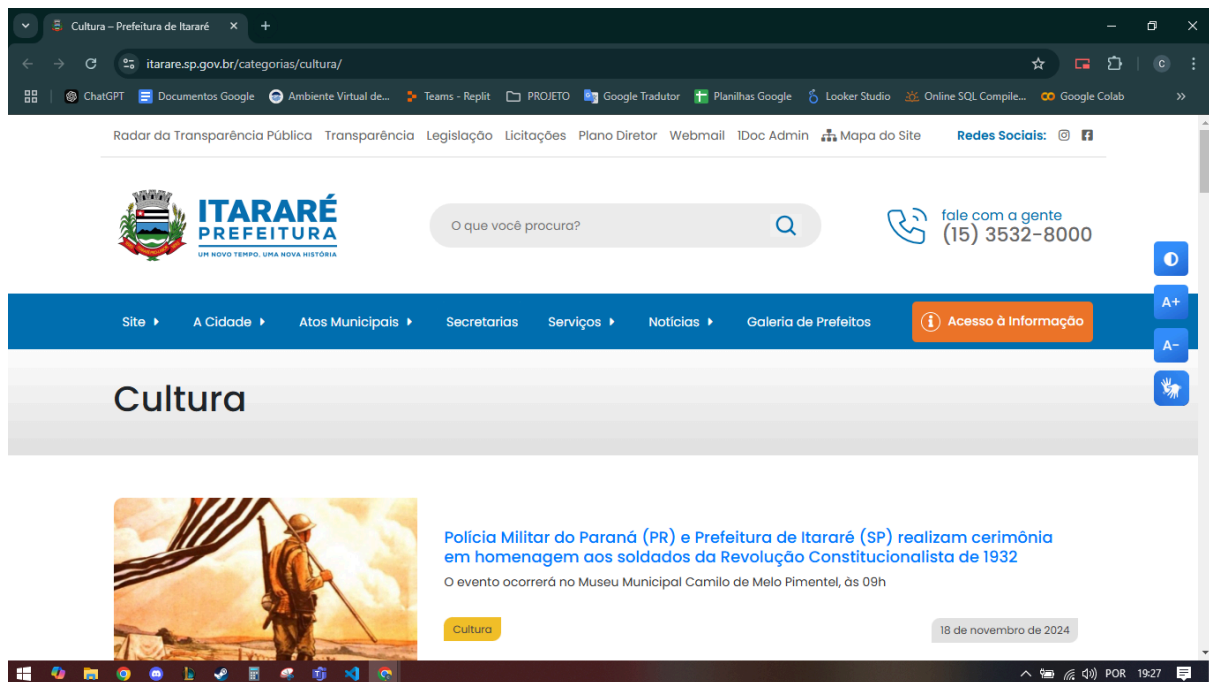 Cultura – Prefeitura de Itararé
itarare.sp.gov.br/categorias/cultura/
C
ChatGPT Documentos Google Ambiente Virtual de... Teams - Replit PROJETO Google Tradutor Planilhas Google Looker Studio Online SQL Compile... Google Colab
Radar da Transparência Pública Transparência Legislação Licitações Plano Diretor Webmail 1Doc Admin Mapa do Site Redes Sociais:
ITARARÉ
PREFEITURA
UM NOVO TEMPO. UMA NOVA HISTÓRIA
O que você procura?
fale com a gente
(15) 3532-8000
A+
A-
Site A Cidade Atos Municipais Secretarias Serviços Notícias Galeria de Prefeitos Acesso à Informação
Cultura
Polícia Militar do Paraná (PR) e Prefeitura de Itararé (SP) realizam cerimônia
em homenagem aos soldados da Revolução Constitucionalista de 1932
O evento ocorrerá no Museu Municipal Camilo de Melo Pimentel, às 09h
Cultura
18 de novembro de 2024
POR 19:27